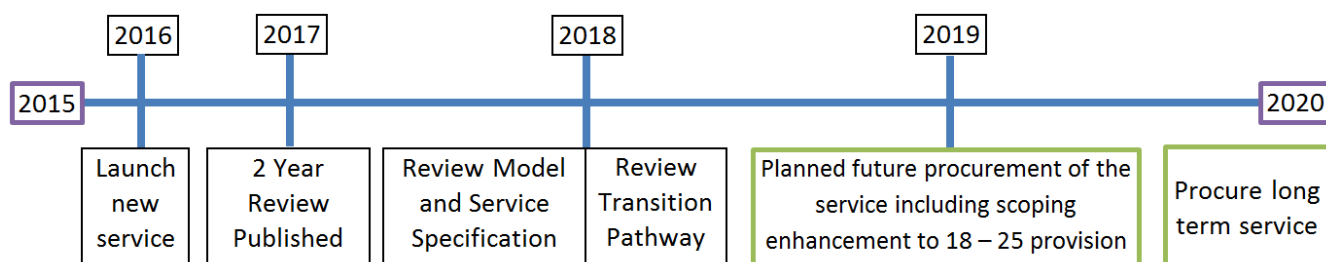 2016
2017
2018
2019
2015
2020
Launch
new
service
2 Year
Review
Published
Review Model
and Service
Specification
Review
Transition
Pathway
Planned future procurement of the
service including scoping
enhancement to 18 – 25 provision
Procure long
term service